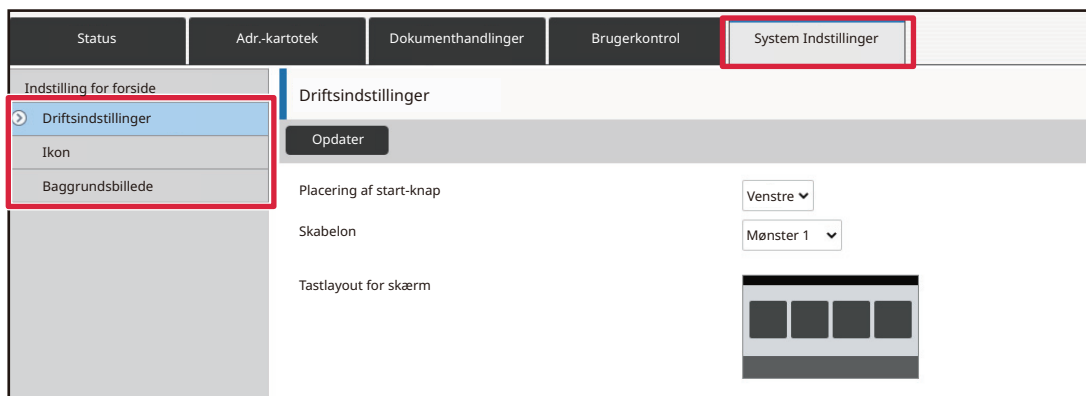 Status
Adr.-kartotek
Dokumenthandlinger
Brugerkontrol
System Indstillinger
Indstilling for forside
Driftsindstillinger
Ikon
Baggrundsbillede
Driftsindstillinger
Opdater
Placering af start-knap
Venstre
Skabelon
Mønster 1
Tastlayout for skærm